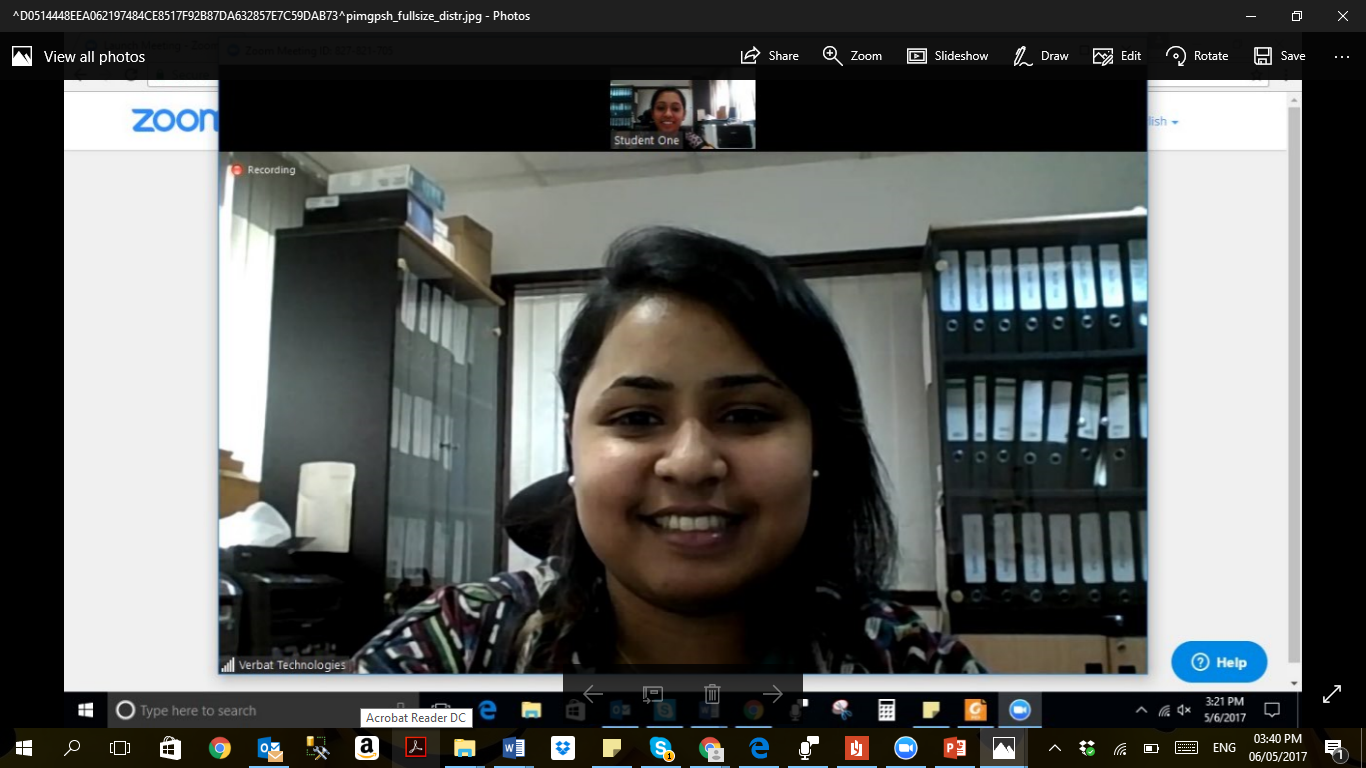 ^D0514448EEA062197484CE8517F92B87DA632857E7C59DAB73^pimgpsh_fullsize_distr.jpg - Photos
View all photos
Share
Zoom
Slideshow
Draw
Edit
Rotate
Save
zoom
Student One
lish
Recording
Verbat Technologies
Help
Type here to search
3:21 PM
5/6/2017
Acrobat Reader DC
ENG
03:40 PM
06/05/2017